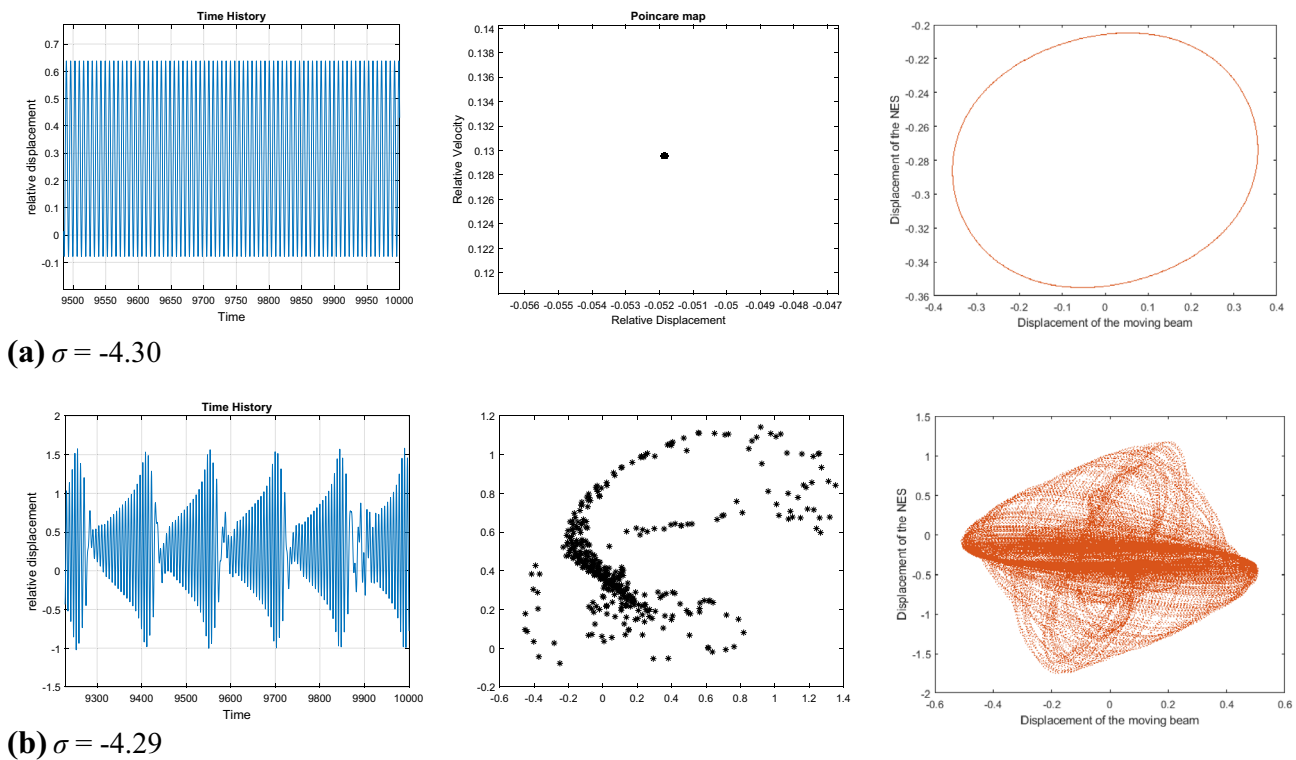 Time History
relative displacement
0.7
0.6
0.5
0.4
0.3
0.2
0.1
0
-0.1
9500 9550 9600 9650 9700 9750 9800 9850 9900 9950 10000
Time
Poincare map
Relative Velocity
0.14
0.138
0.136
0.134
0.132
0.13
0.128
0.126
0.124
0.122
0.12
-0.056 -0.055 -0.054 -0.053 -0.052 -0.051 -0.05 -0.049 -0.048 -0.047
Relative Displacement
Displacement of the NES
-0.2
-0.22
-0.24
-0.26
-0.28
-0.3
-0.32
-0.34
-0.36
-0.4 -0.3 -0.2 -0.1 0 0.1 0.2 0.3 0.4
Displacement of the moving beam
(a) σ = -4.30
Time History
relative displacement
2
1.5
1
0.5
0
-0.5
-1
-1.5
9300 9400 9500 9600 9700 9800 9900 10000
Time
1.2
1
0.8
0.6
0.4
0.2
0
-0.2
-0.6 -0.4 -0.2 0 0.2 0.4 0.6 0.8 1 1.2 1.4
Displacement of the NES
1.5
1
0.5
0
-0.5
-1
-1.5
-2
-0.6 -0.4 -0.2 0 0.2 0.4 0.6
Displacement of the moving beam
(b) σ = -4.29